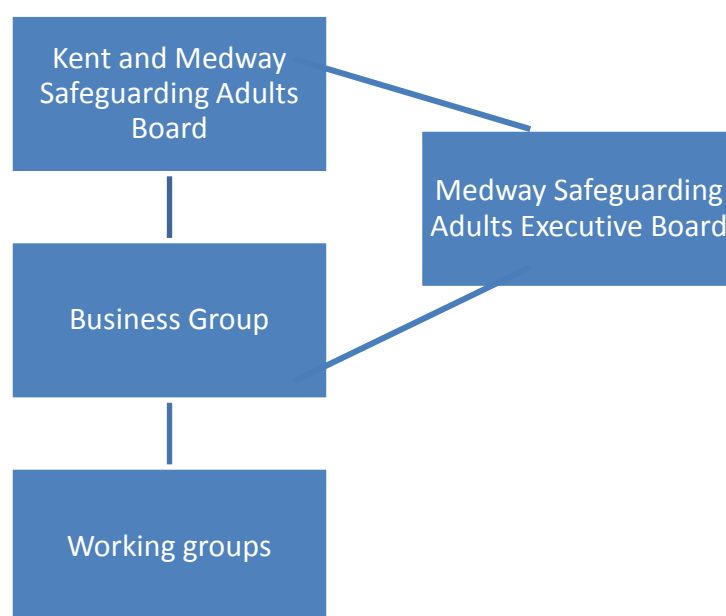 Kent and Medway
Safeguarding Adults
Board
Medway Safeguarding
Adults Executive Board
Business Group
Working groups